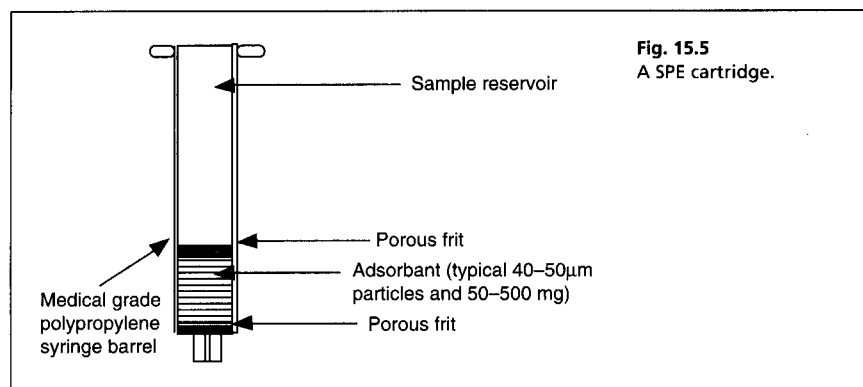 Fig. 15.5
A SPE cartridge.
Sample reservoir
Porous frit
Adsorbant (typical 40–50μm
particles and 50–500 mg)
Porous frit
Medical grade
polypropylene
syringe barrel